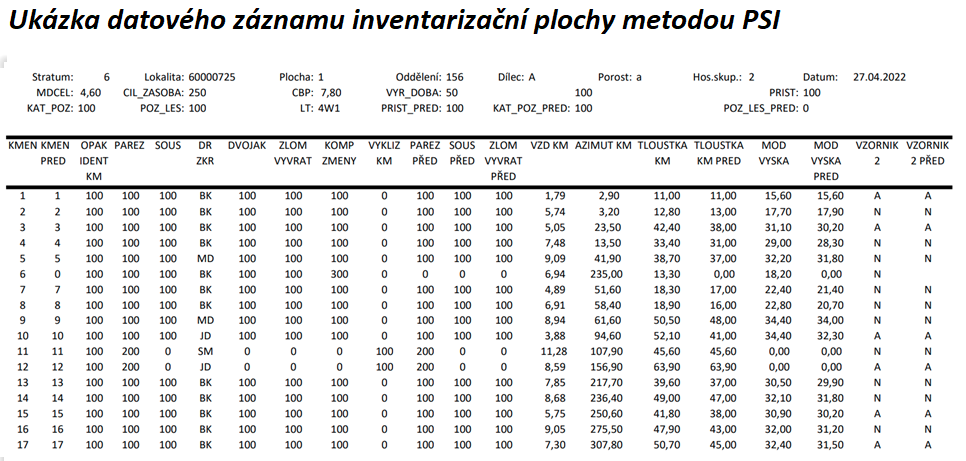 Ukázka datového záznamu inventarizační plochy metodou PSI
Stratum: 6 Lokalita: 60000725 Plocha: 1 Oddělení: 156 Dílec: A Porost: a Hos.skup.: 2 Datum: 27.04.2022
MDCEL: 4,60 CIL_ZASOBA: 250 CBP: 7,80 VYR_DOBA: 50 100 PRIST: 100
KAT_POZ: 100 POZ_LES: 100 LT: 4W1 PRIST_PRED: 100 KAT_POZ_PRED: 100 POZ_LES_PRED: 0
KMEN KMEN OPAK PAREZ SOUS DR DVOJAK ZLOM KOMP VYKLIZ PAREZ SOUS ZLOM VZD KM AZIMUT KM TLOUSTKA TLOUSTKA MOD MOD VZORNIK VZORNIK
PRED IDENT ZKR VYVRAT ZMENY KM PŘED PŘED VYVRAT KM KM PRED VYSKA VYSKA 2 2 PŘED
KM PŘED PRED
1 1 100 100 100 BK 100 100 100 0 100 100 100 1,79 2,90 11,00 11,00 15,60 15,60 A A
2 2 100 100 100 BK 100 100 100 0 100 100 100 5,74 3,20 12,80 13,00 17,70 17,90 N N
3 3 100 100 100 BK 100 100 100 0 100 100 100 5,05 23,50 42,40 38,00 31,10 30,20 A A
4 4 100 100 100 BK 100 100 100 0 100 100 100 7,48 13,50 33,40 31,00 29,00 28,30 N N
5 5 100 100 100 MD 100 100 100 0 100 100 100 9,09 41,90 38,70 37,00 32,20 31,80 N N
6 0 100 100 100 BK 100 100 300 0 0 0 0 6,94 235,00 13,30 0,00 18,20 0,00 N
7 7 100 100 100 BK 100 100 100 0 100 100 100 4,89 51,60 18,30 17,00 22,40 21,40 N N
8 8 100 100 100 BK 100 100 100 0 100 100 100 6,91 58,40 18,90 16,00 22,80 20,70 N N
9 9 100 100 100 MD 100 100 100 0 100 100 100 8,94 61,60 50,50 48,00 34,40 34,00 N N
10 10 100 100 100 JD 100 100 100 0 100 100 100 3,88 94,60 52,10 41,00 34,40 32,30 A N
11 11 100 200 0 SM 0 0 0 100 200 0 0 11,28 107,90 45,60 45,60 0,00 0,00 N N
12 12 100 200 0 JD 0 0 0 100 200 0 0 8,59 156,90 63,90 63,90 0,00 0,00 A A
13 13 100 100 100 BK 100 100 100 0 100 100 100 7,85 217,70 39,60 37,00 30,50 29,90 N N
14 14 100 100 100 BK 100 100 100 0 100 100 100 8,68 236,40 49,00 47,00 32,10 31,80 N N
15 15 100 100 100 BK 100 100 100 0 100 100 100 5,75 250,60 41,80 38,00 30,90 30,20 A A
16 16 100 100 100 BK 100 100 100 0 100 100 100 9,05 275,50 47,90 43,00 32,00 31,20 N N
17 17 100 100 100 BK 100 100 100 0 100 100 100 7,30 307,80 50,70 45,00 32,40 31,50 A A